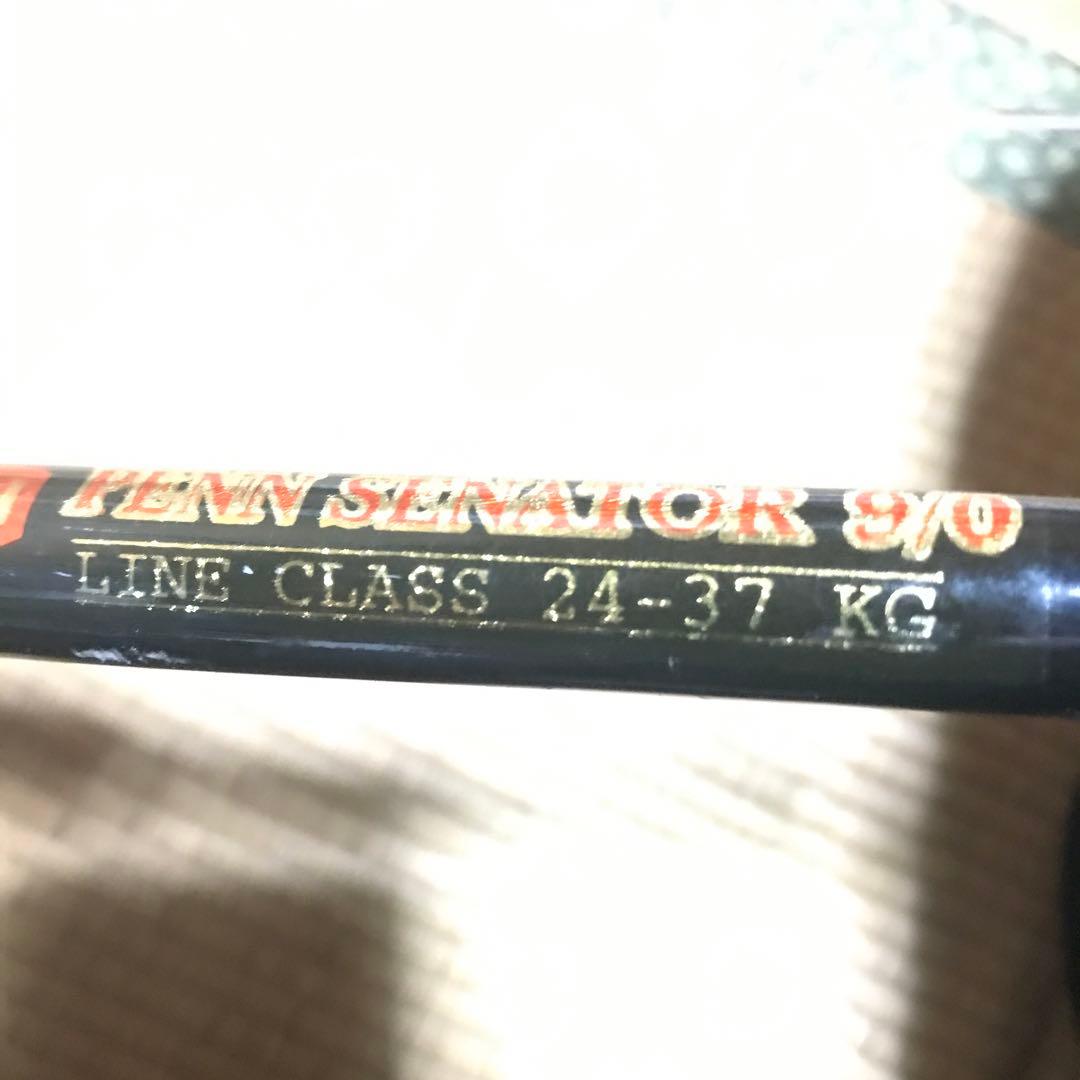 PENN SENATOR 9/0
LINE CLASS 24-37 KG